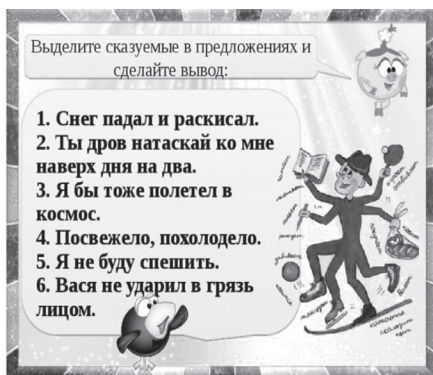 Выделите сказуемые в предложениях и
сделайте вывод:
1. Снег падал и раскисал.
2. Ты дров натаскай ко мне
наверх дня на два.
3. Я бы тоже полетел в
космос.
4. Посвежело, похолодело.
5. Я не буду спешить.
6. Вася не ударил в грязь
лицом.